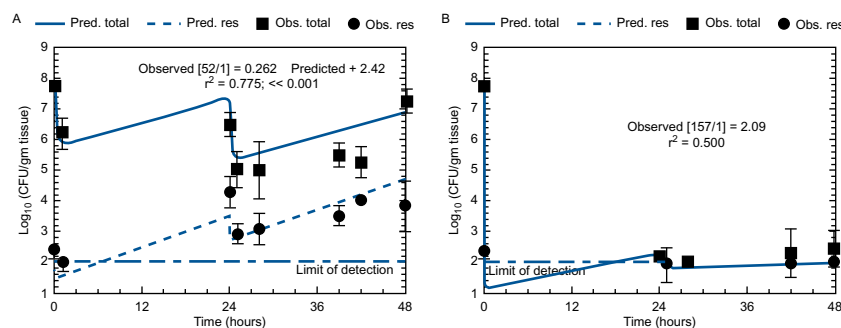 A
Pred. total Pred. res Obs. total Obs. res
9
8
7
6
5
4
3
2
1
Log10 (CFU/gm tissue)
Observed [52/1] = 0.262 Predicted + 2.42
r2 = 0.775; << 0.001
Limit of detection
0 12 24 36 48
Time (hours)
B
Pred. total Pred. res Obs. total Obs. res
9
8
7
6
5
4
3
2
1
Log10 (CFU/gm tissue)
Observed [157/1] = 2.09
r2 = 0.500
Limit of detection
0 12 24 36 48
Time (hours)